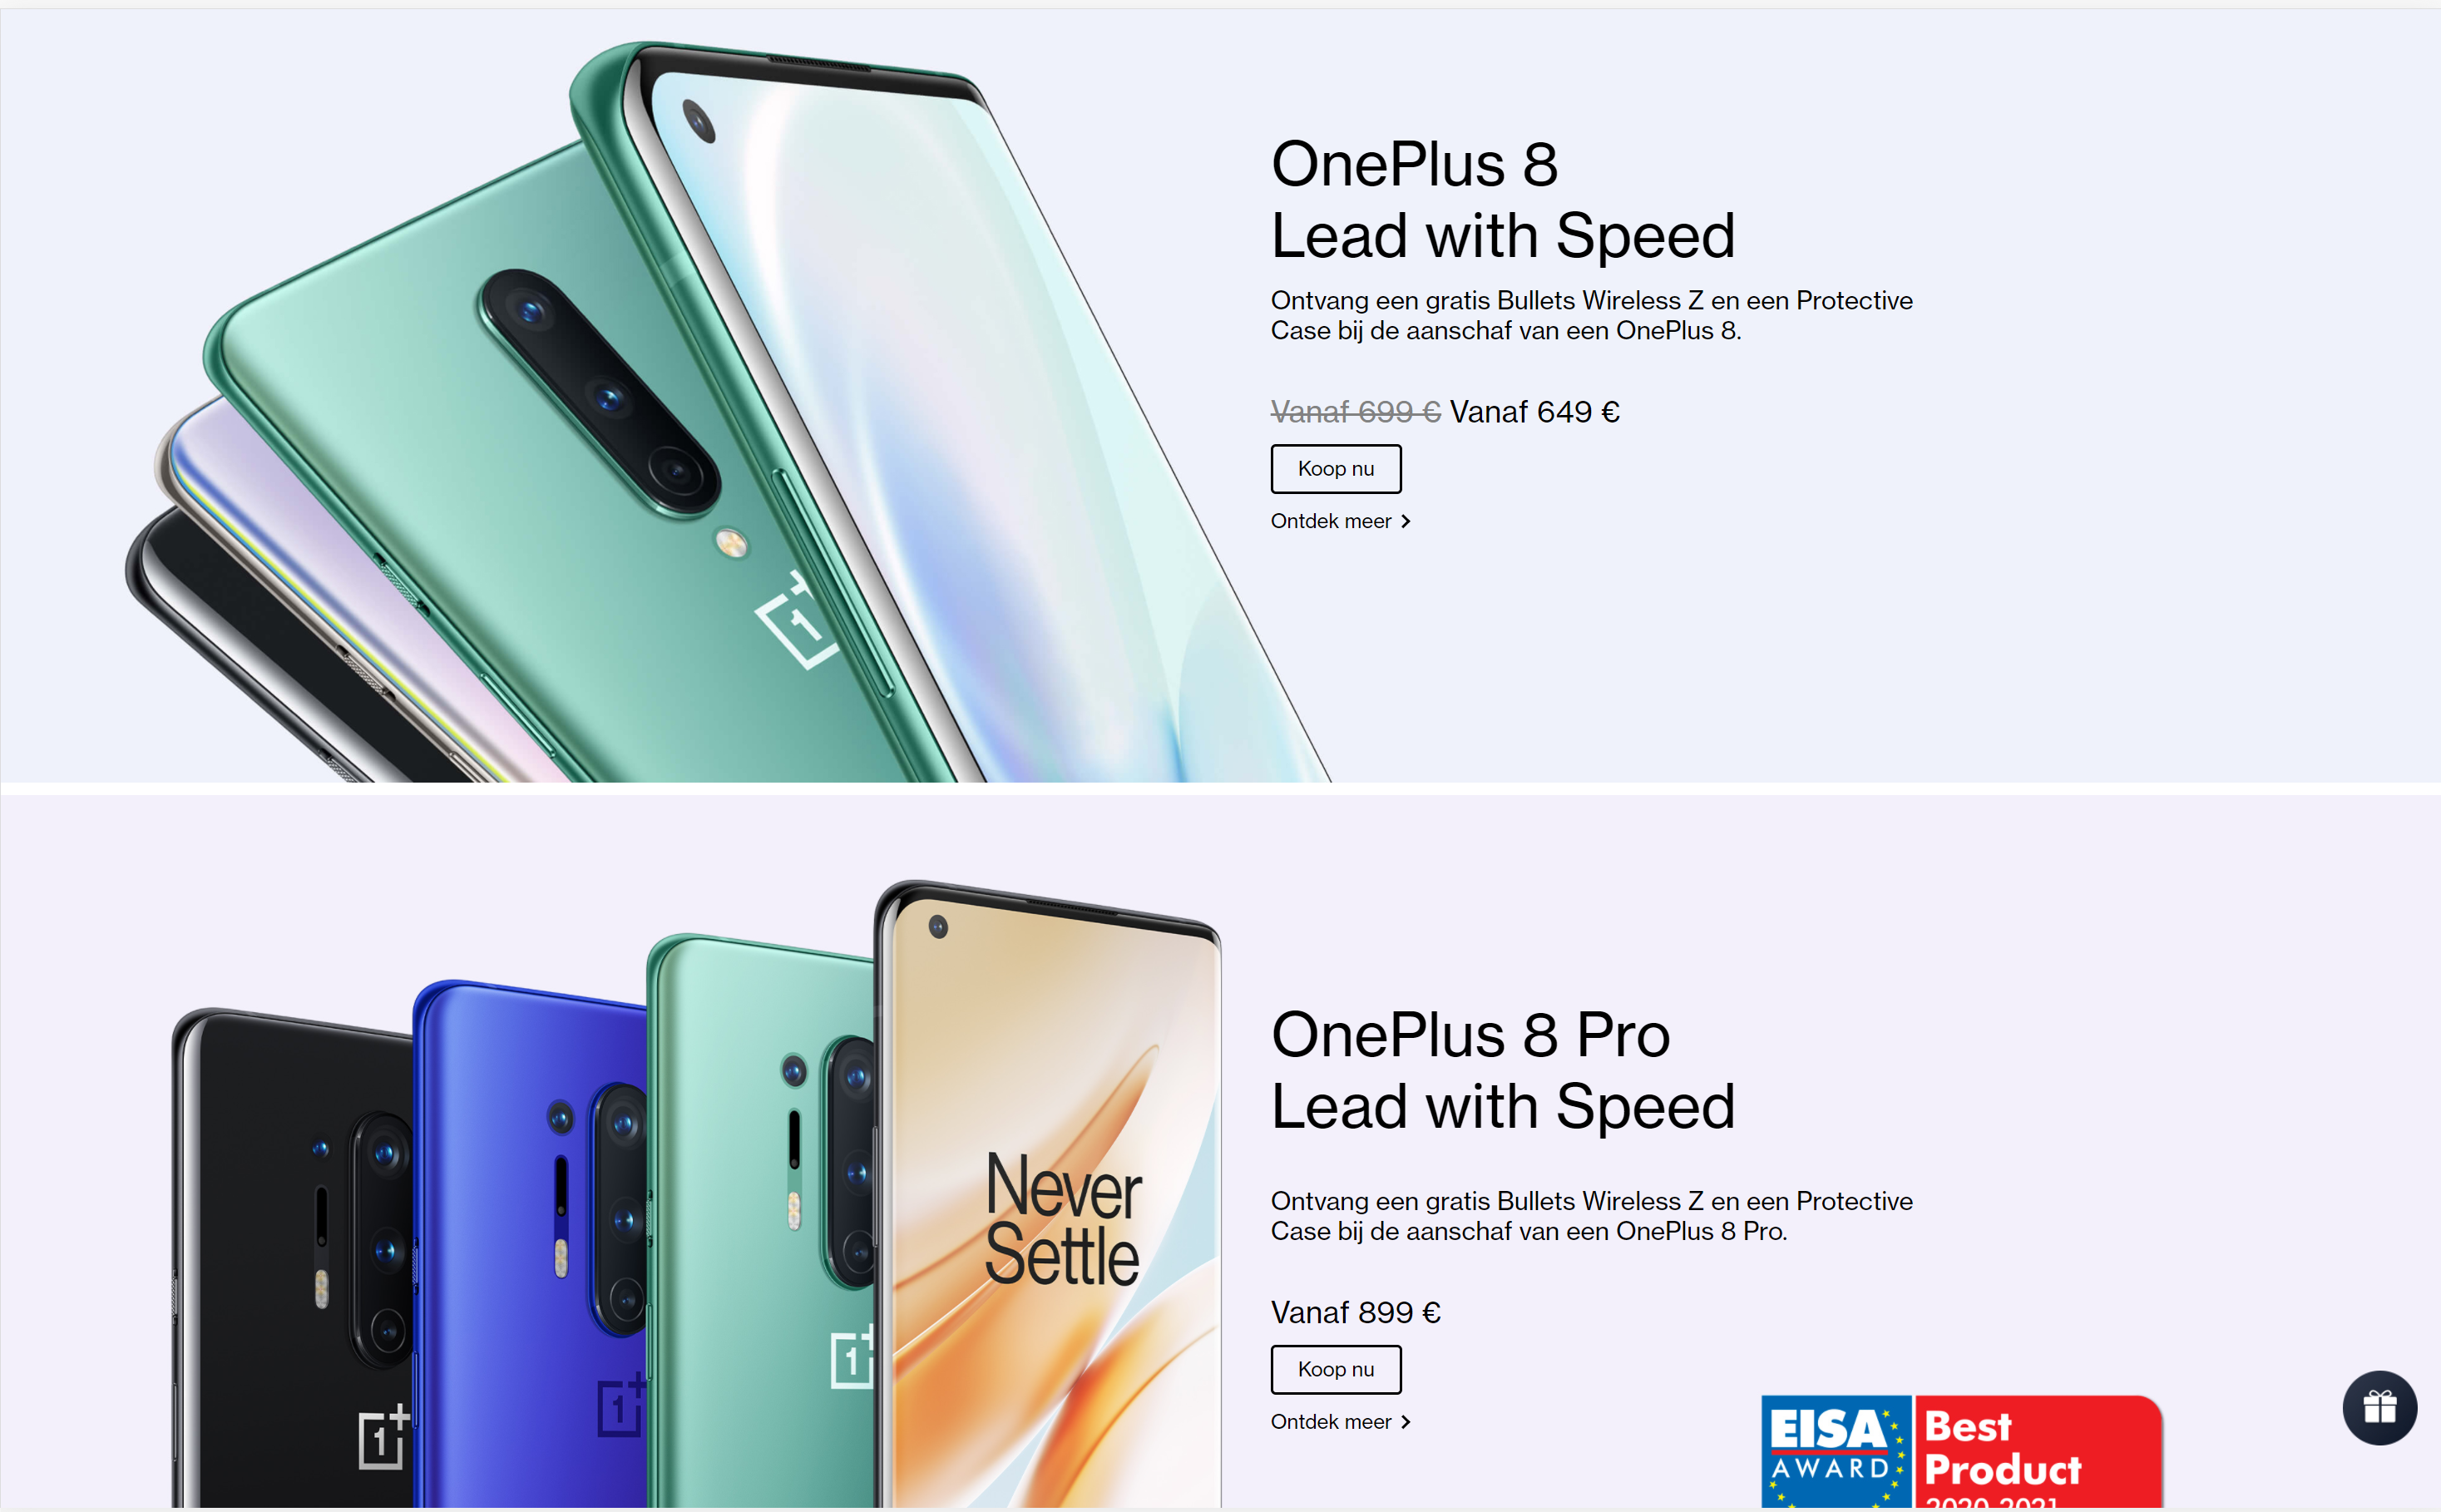 OnePlus 8
Lead with Speed
Ontvang een gratis Bullets Wireless Z en een Protective
Case bij de aanschaf van een OnePlus 8.
Vanaf 699 € Vanaf 649 €
Koop nu
Ontdek meer
OnePlus 8 Pro
Lead with Speed
Ontvang een gratis Bullets Wireless Z en een Protective
Case bij de aanschaf van een OnePlus 8 Pro.
Never
Settle
Vanaf 899 €
Koop nu
Ontdek meer
EISA
AWARD
Best
Product
2020-2021